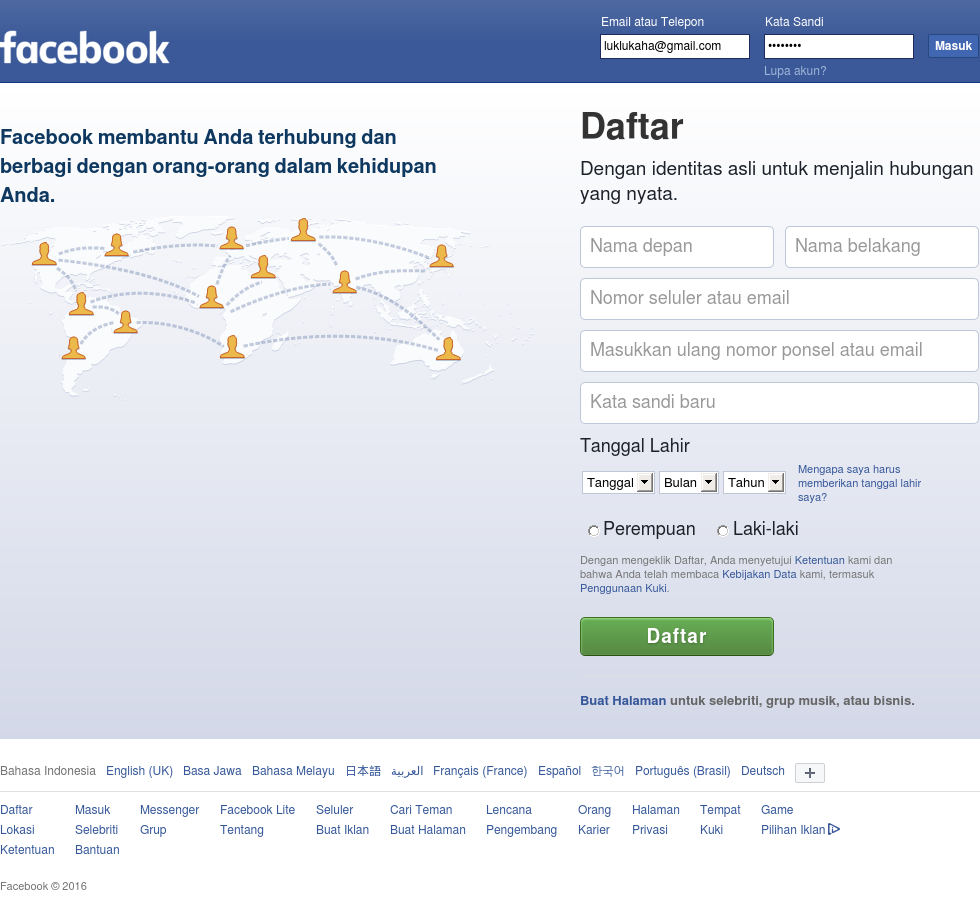 facebook
Email atau Telepon
Kata Sandi
luklukaha@gmail.com
••••••••
Masuk
Lupa akun?
Facebook membantu Anda terhubung dan
berbagi dengan orang-orang dalam kehidupan
Anda.
Daftar
Dengan identitas asli untuk menjalin hubungan
yang nyata.
Nama depan
Nama belakang
Nomor seluler atau email
Masukkan ulang nomor ponsel atau email
Kata sandi baru
Tanggal Lahir
Tanggal Bulan Tahun
Mengapa saya harus
memberikan tanggal lahir
saya?
Perempuan Laki-laki
Dengan mengeklik Daftar, Anda menyetujui Ketentuan kami dan
bahwa Anda telah membaca Kebijakan Data kami, termasuk
Penggunaan Kuki.
Daftar
Buat Halaman untuk selebriti, grup musik, atau bisnis.
Bahasa Indonesia English (UK) Basa Jawa Bahasa Melayu 日本語 العربية Français (France) Español 한국어 Português (Brasil) Deutsch
Daftar Masuk Messenger Facebook Lite Seluler Cari Teman Lencana Orang Halaman Tempat Game
Lokasi Selebriti Grup Tentang Buat Iklan Buat Halaman Pengembang Karier Privasi Kuki Pilihan Iklan
Ketentuan Bantuan
Facebook © 2016